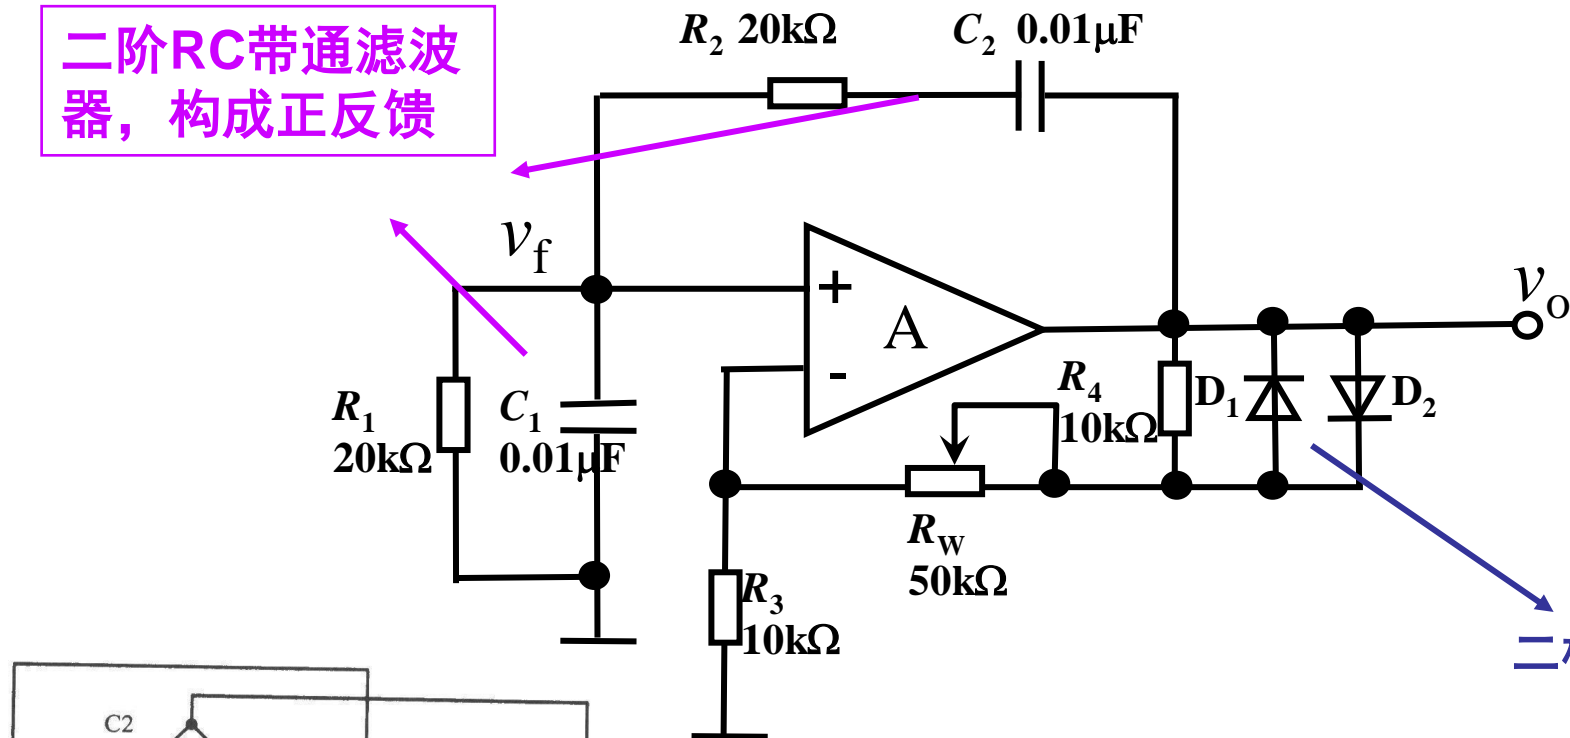 二阶RC带通滤波
器，构成正反馈
R2 20kΩ
C2 0.01μF
vf
+
A
-
vo
R1
20kΩ
C1
0.01μF
R4
10kΩ
D1
D2
RW
50kΩ
R3
10kΩ
二
C2